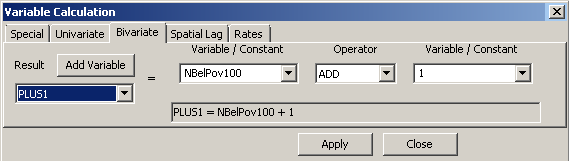 Variable Calculation
Special Univariate Bivariate Spatial Lag Rates
Variable / Constant Operator Variable / Constant
Result Add Variable
= NBelPov100 ADD 1
PLUS1
PLUS1 = NBelPov100 + 1
Apply Close